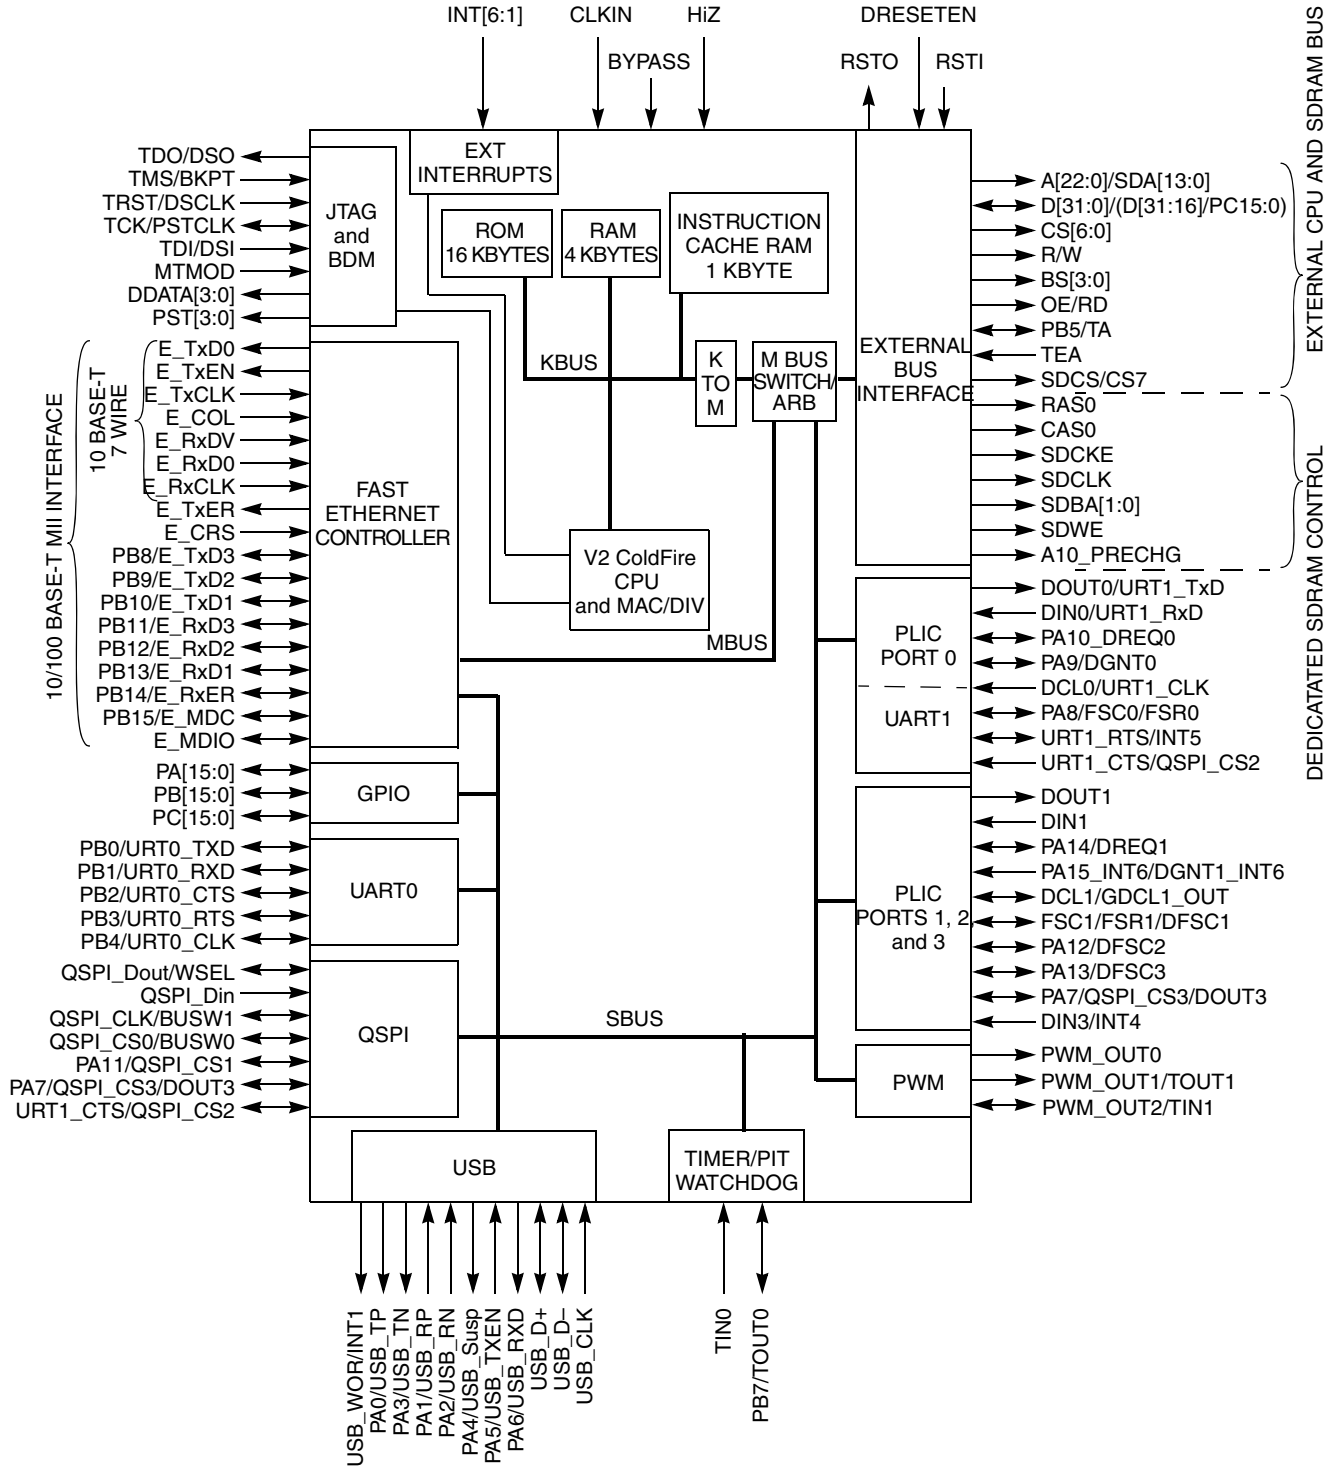 INT[6:1]
CLKIN
HiZ
DRESETEN
BYPASS
RSTO
RSTI
EXT
INTERRUPTS
TDO/DSO
TMS/BKPT
TRST/DSCLK
TCK/PSTCLK
TDI/DSI
MTMOD
DDATA[3:0]
PST[3:0]
JTAG
and
BDM
ROM
16 KBYTES
RAM
4 KBYTES
INSTRUCTION
CACHE RAM
1 KBYTE
KBUS
K
TO
M
M BUS
SWITCH/
ARB
EXTERNAL
BUS
INTERFACE
A[22:0]/SDA[13:0]
D[31:0]/(D[31:16]/PC15:0)
CS[6:0]
R/W
BS[3:0]
OE/RD
PB5/TA
TEA
SDCS/CS7
EXTERNAL CPU AND SDRAM BUS
RAS0
CAS0
SDCKE
SDCLK
SDBA[1:0]
SDWE
A10_PRECHG
DEDICATATED SDRAM CONTROL
10/100 BASE-T MII INTERFACE
10 BASE-T
7 WIRE
E_TxD0
E_TxEN
E_TxCLK
E_COL
E_RxDV
E_RxD0
E_RxCLK
E_TxER
E_CRS
PB8/E_TxD3
PB9/E_TxD2
PB10/E_TxD1
PB11/E_RxD3
PB12/E_RxD2
PB13/E_RxD1
PB14/E_RxER
PB15/E_MDC
E_MDIO
FAST
ETHERNET
CONTROLLER
V2 ColdFire
CPU
and MAC/DIV
MBUS
PLIC
PORT 0
UART1
DOUT0/URT1_TxD
DIN0/URT1_RxD
PA10_DREQ0
PA9/DGNT0
DCL0/URT1_CLK
PA8/FSC0/FSR0
URT1_RTS/INT5
URT1_CTS/QSPI_CS2
PA[15:0]
PB[15:0]
PC[15:0]
GPIO
PB0/URT0_TXD
PB1/URT0_RXD
PB2/URT0_CTS
PB3/URT0_RTS
PB4/URT0_CLK
UART0
PLIC
PORTS 1, 2,
and 3
DOUT1
DIN1
PA14/DREQ1
PA15_INT6/DGNT1_INT6
DCL1/GDCL1_OUT
FSC1/FSR1/DFSC1
PA12/DFSC2
PA13/DFSC3
PA7/QSPI_CS3/DOUT3
DIN3/INT4
QSPI_Dout/WSEL
QSPI_Din
QSPI_CLK/BUSW1
QSPI_CS0/BUSW0
PA11/QSPI_CS1
PA7/QSPI_CS3/DOUT3
URT1_CTS/QSPI_CS2
QSPI
SBUS
PWM
PWM_OUT0
PWM_OUT1/TOUT1
PWM_OUT2/TIN1
USB
TIMER/PIT
WATCHDOG
USB_WOR/INT1
PA0/USB_TP
PA3/USB_TN
PA1/USB_RP
PA2/USB_RN
PA4/USB_Susp
PA5/USB_TXEN
PA6/USB_RXD
USB_D+
USB_D–
USB_CLK
TIN0
PB7/TOUT0